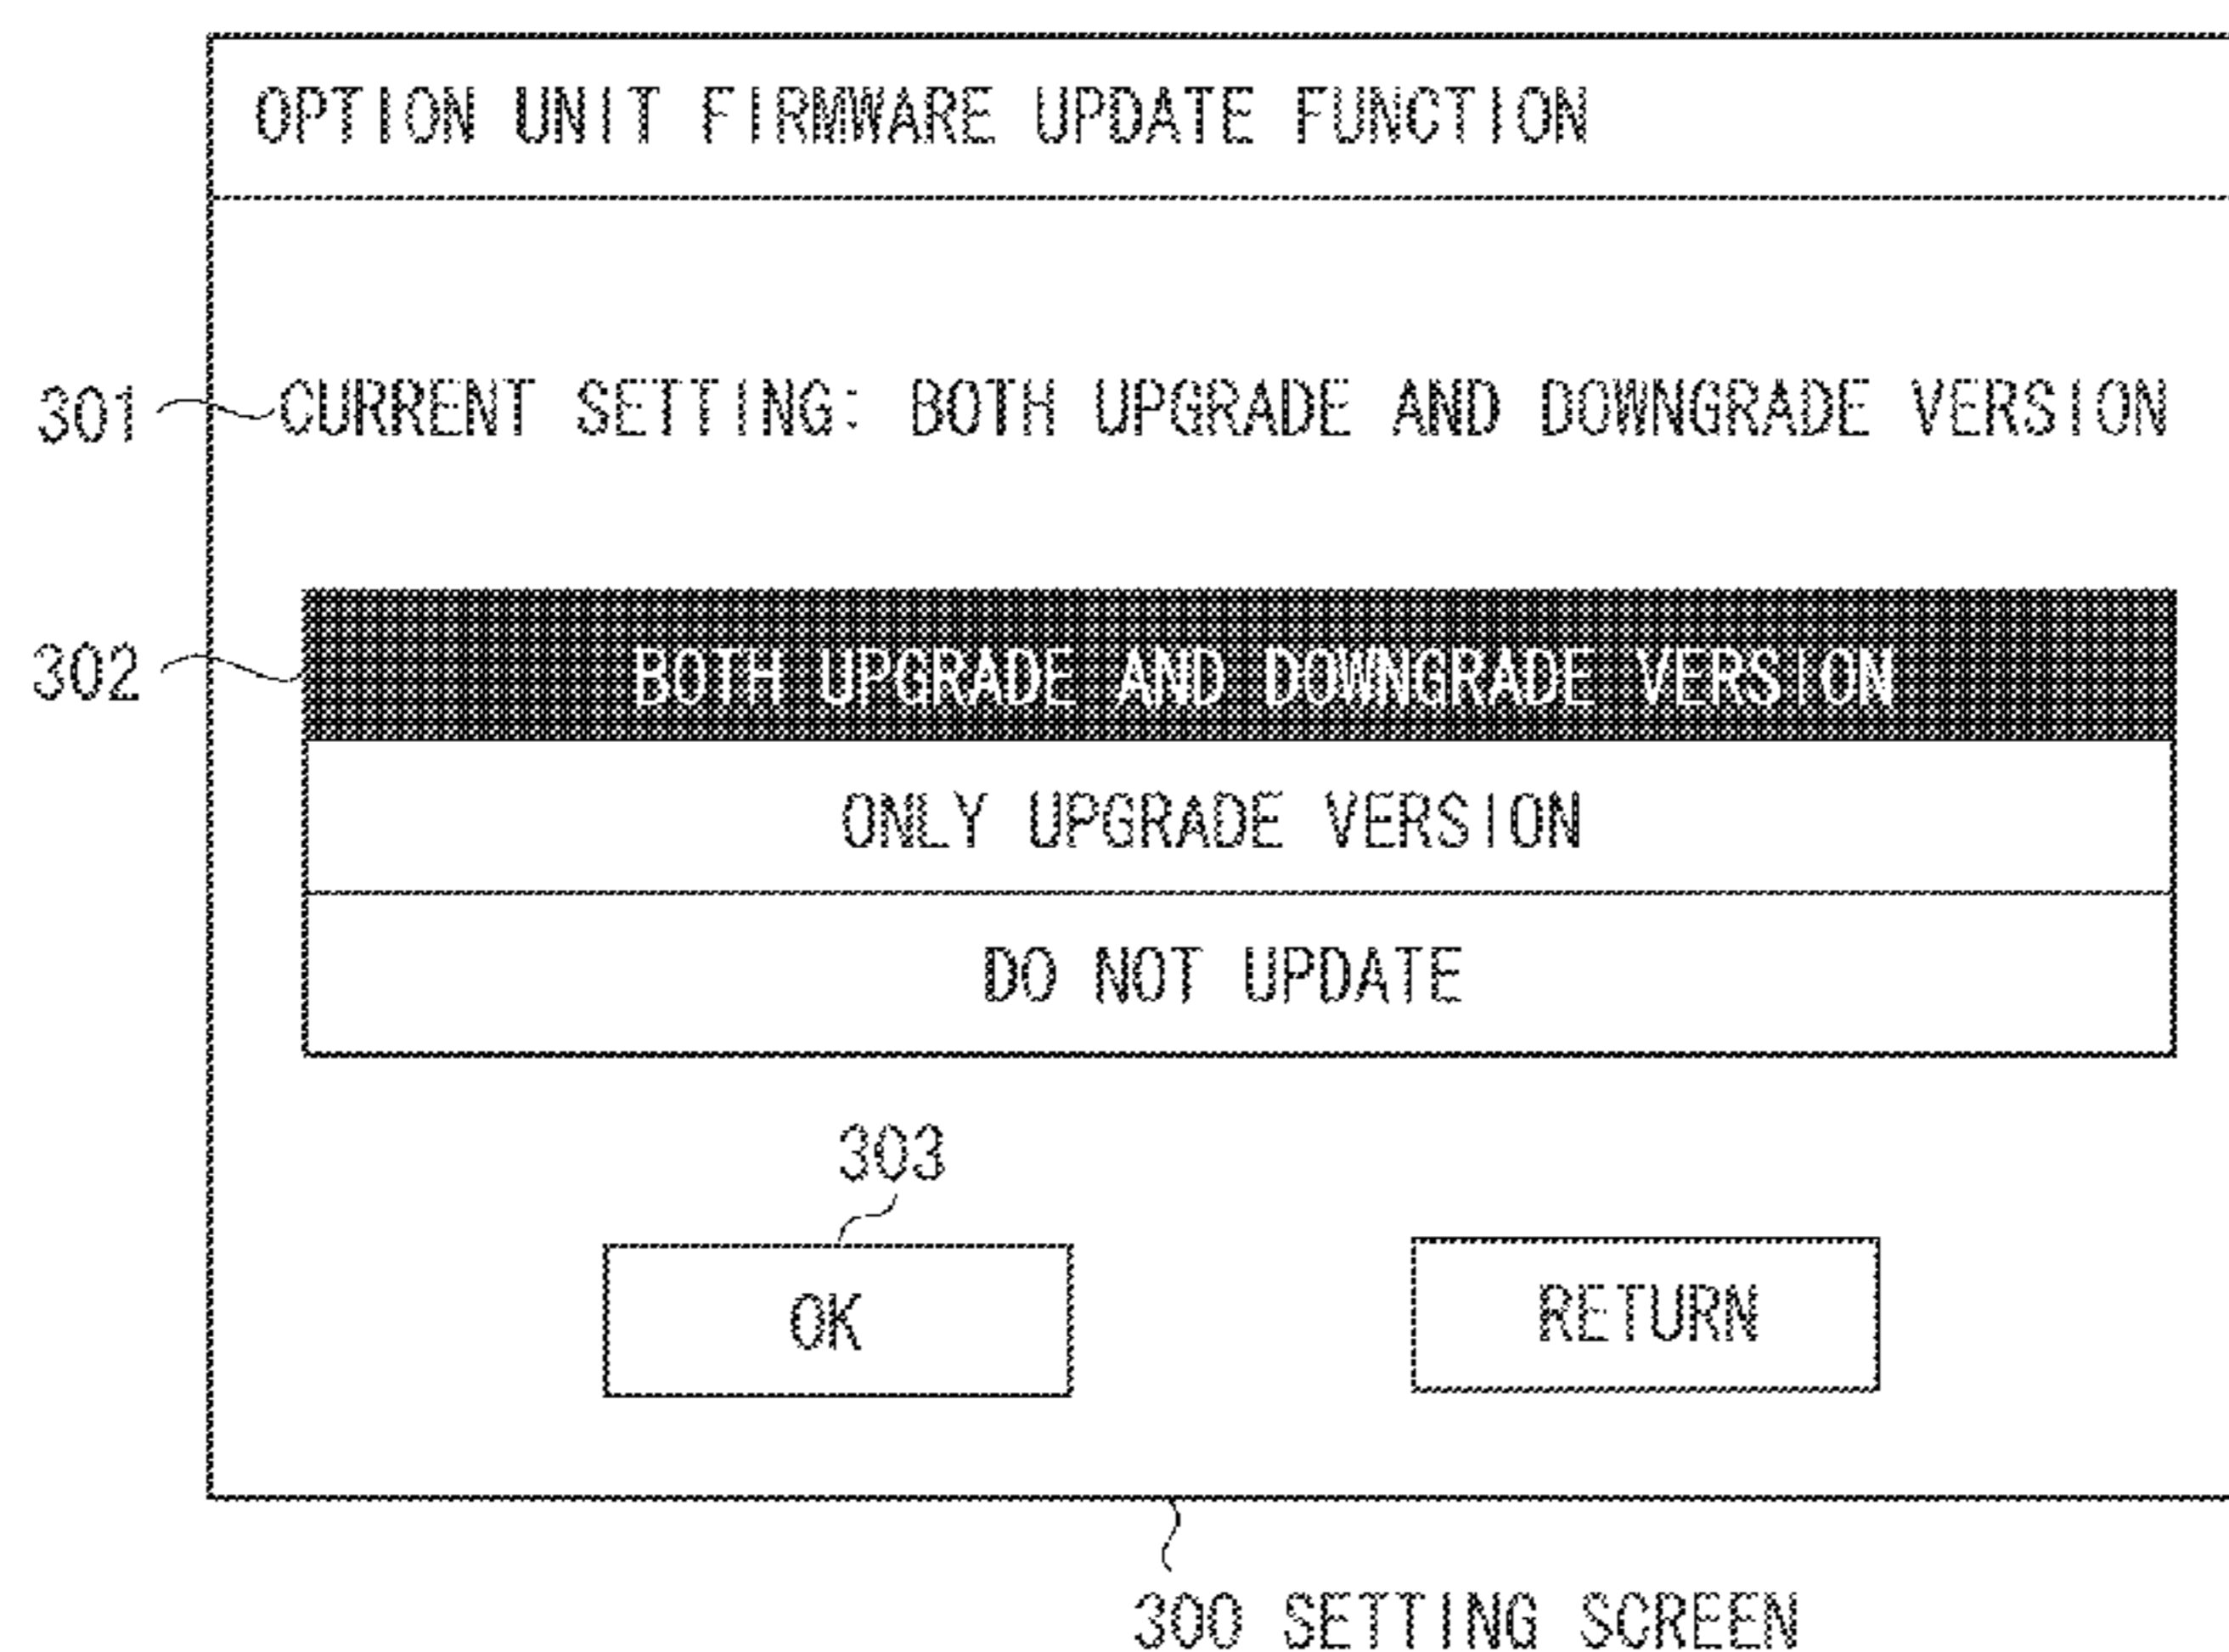 OPTION UNIT FIRMWARE UPDATE FUNCTION
301
CURRENT SETTING: BOTH UPGRADE AND DOWNGRADE VERSION
302
BOTH UPGRADE AND DOWNGRADE VERSION
ONLY UPGRADE VERSION
DO NOT UPDATE
303
OK
RETURN
300 SETTING SCREEN